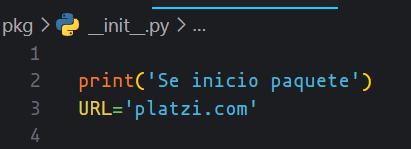 pkg > __init__.py > ...
1
2 print('Se inicio paquete')
3 URL='platzi.com'
4